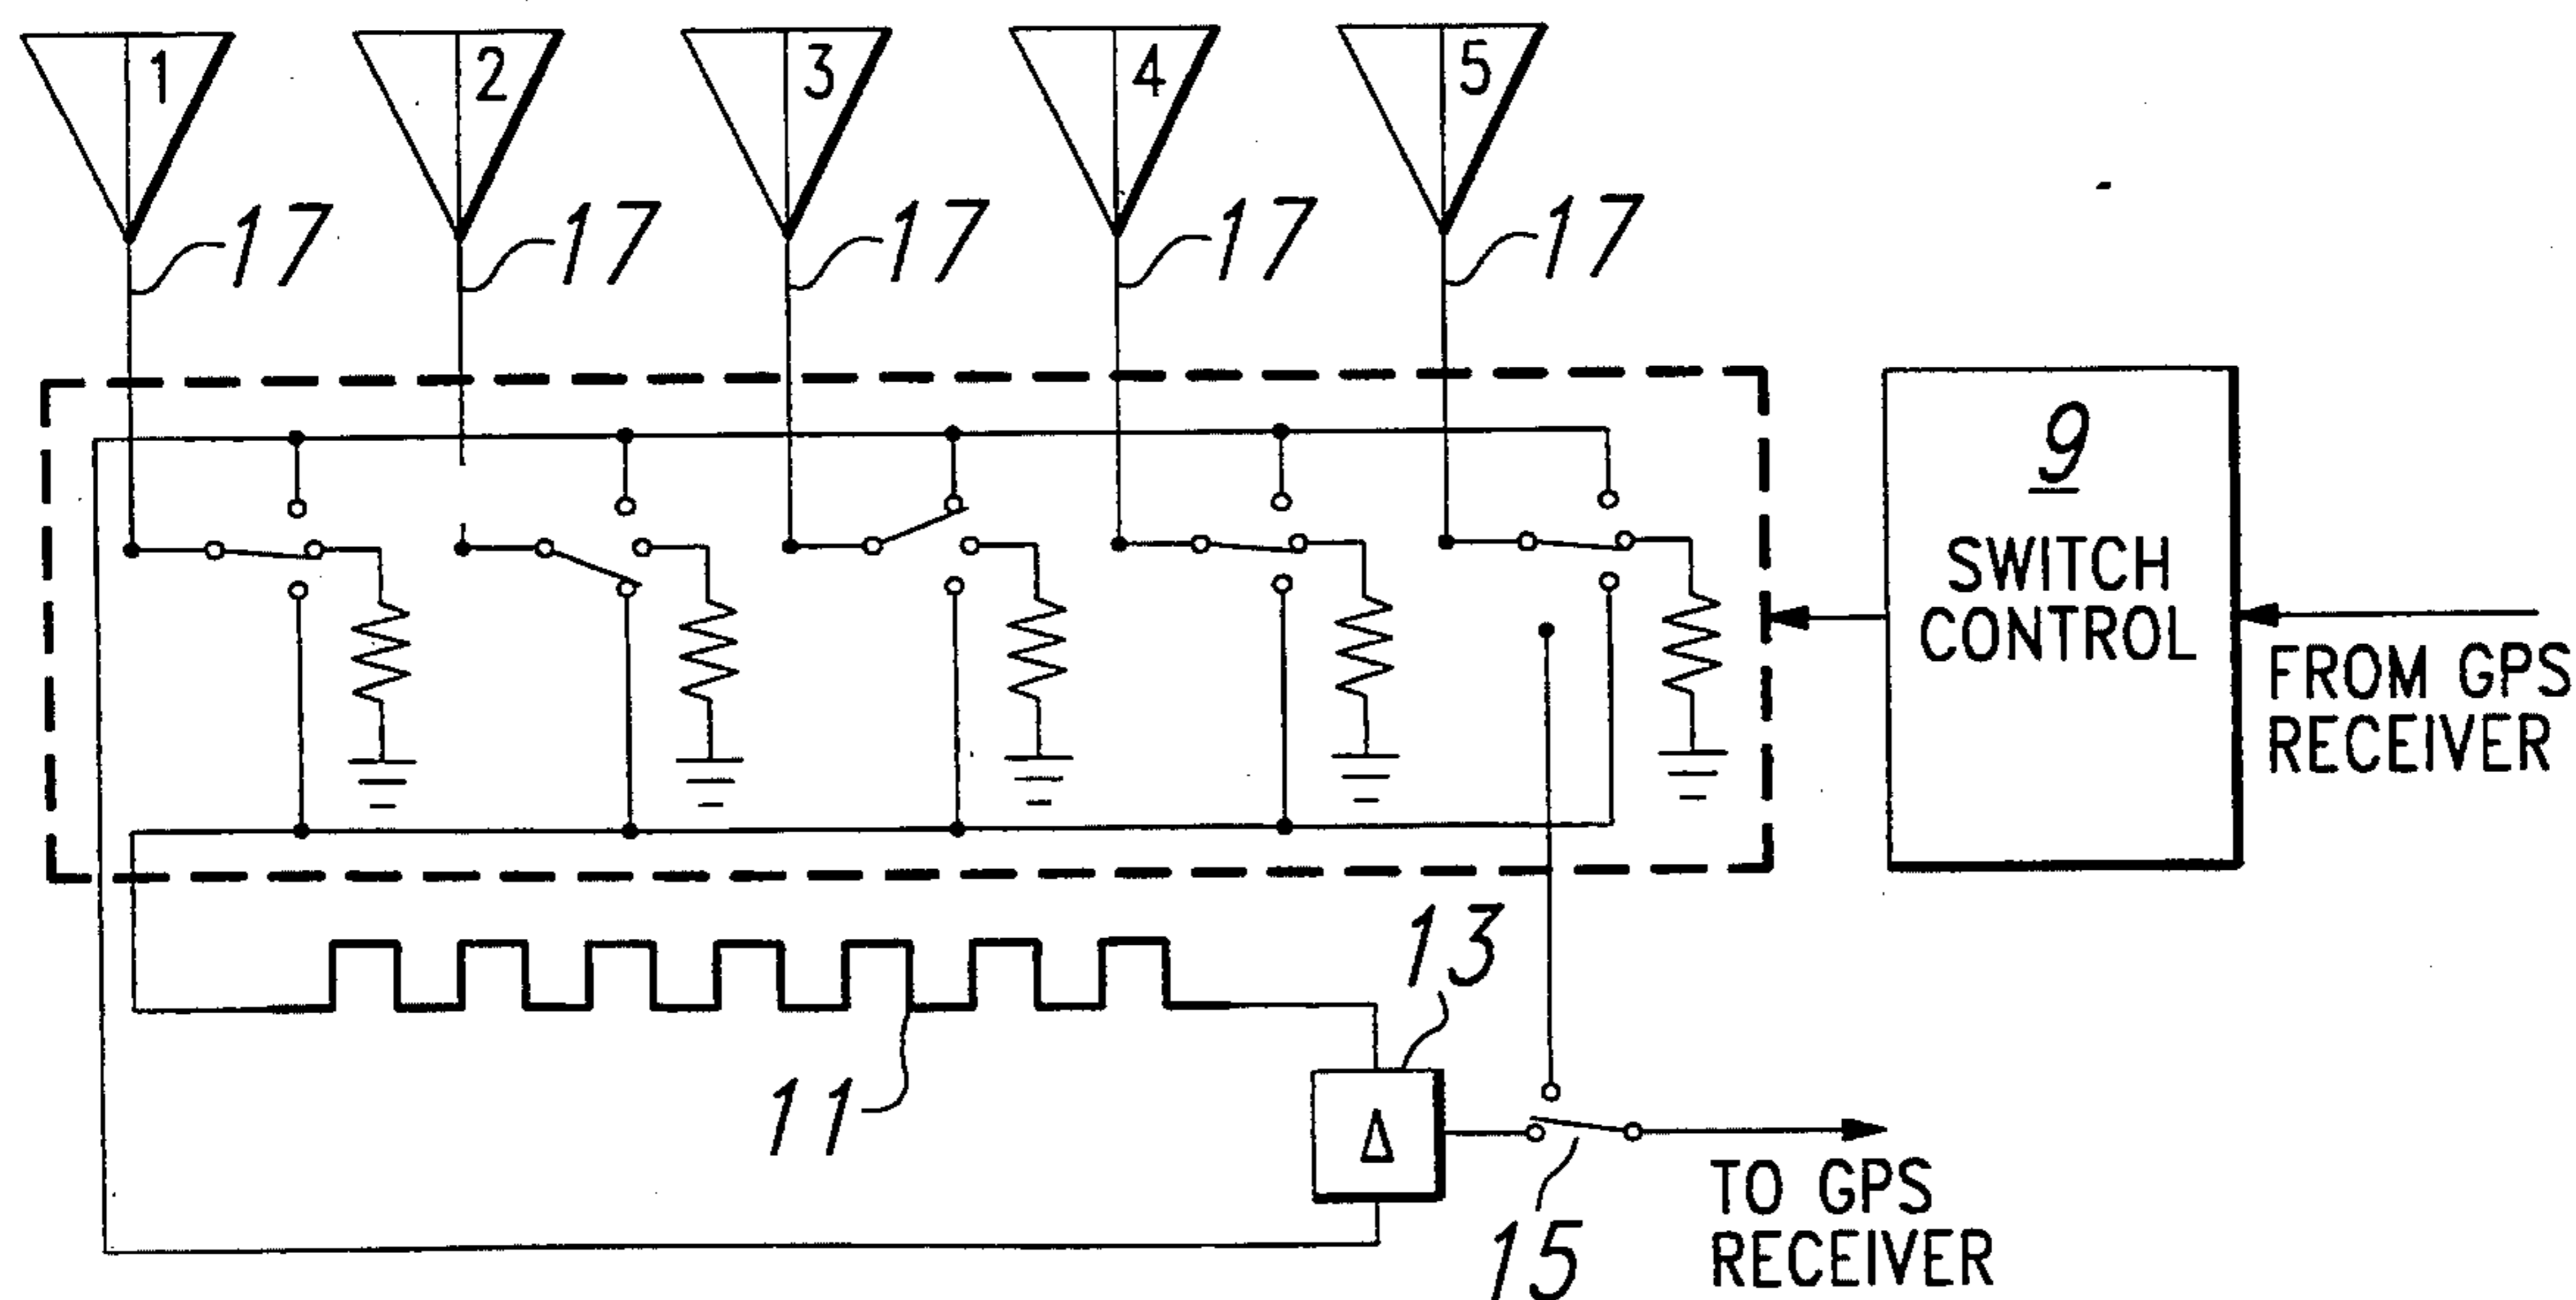 1
2
3
4
5
17
17
17
17
17
9
SWITCH
CONTROL
FROM GPS
RECEIVER
13
11
Δ
15
TO GPS
RECEIVER